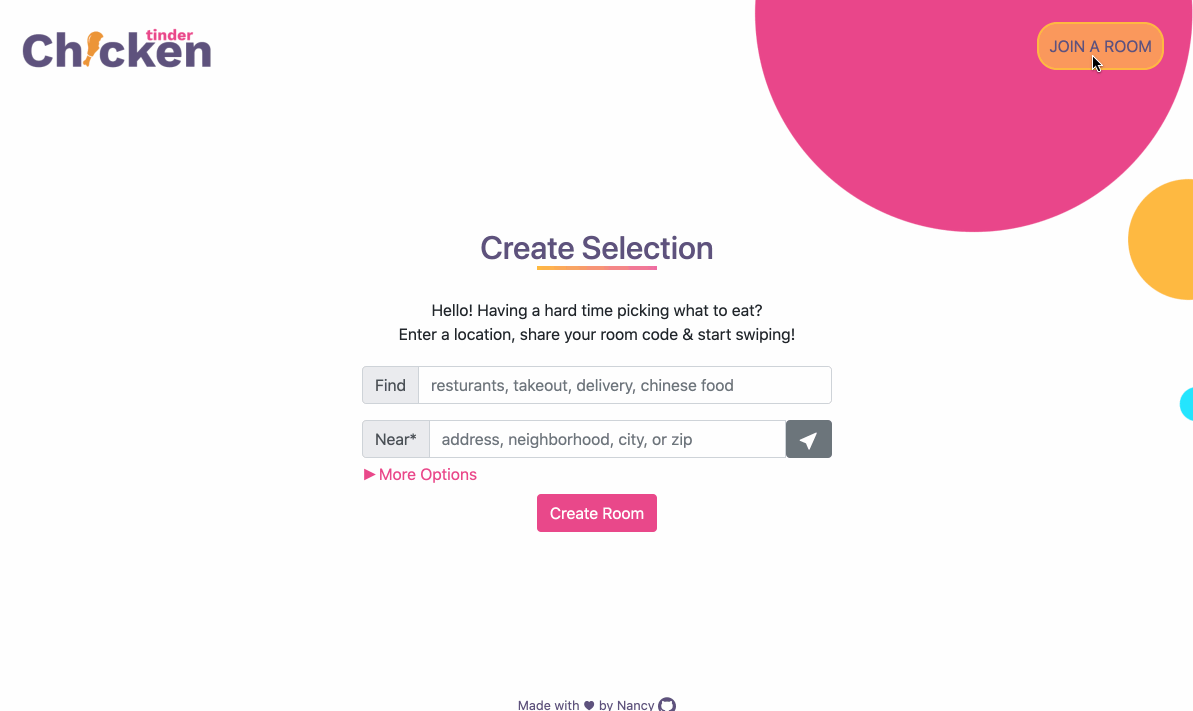 tinder
Chicken
JOIN A ROOM
Create Selection
Hello! Having a hard time picking what to eat?
Enter a location, share your room code & start swiping!
Find resturants, takeout, delivery, chinese food
Near* address, neighborhood, city, or zip
▶ More Options
Create Room
Made with ♥ by Nancy